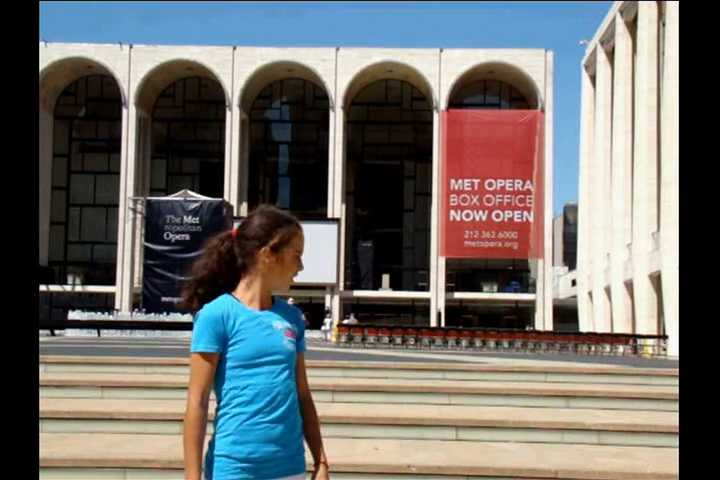 The Met
ropolitan
Opera
MET OPERA
BOX OFFICE
NOW OPEN
212.362.6000
metopera.org